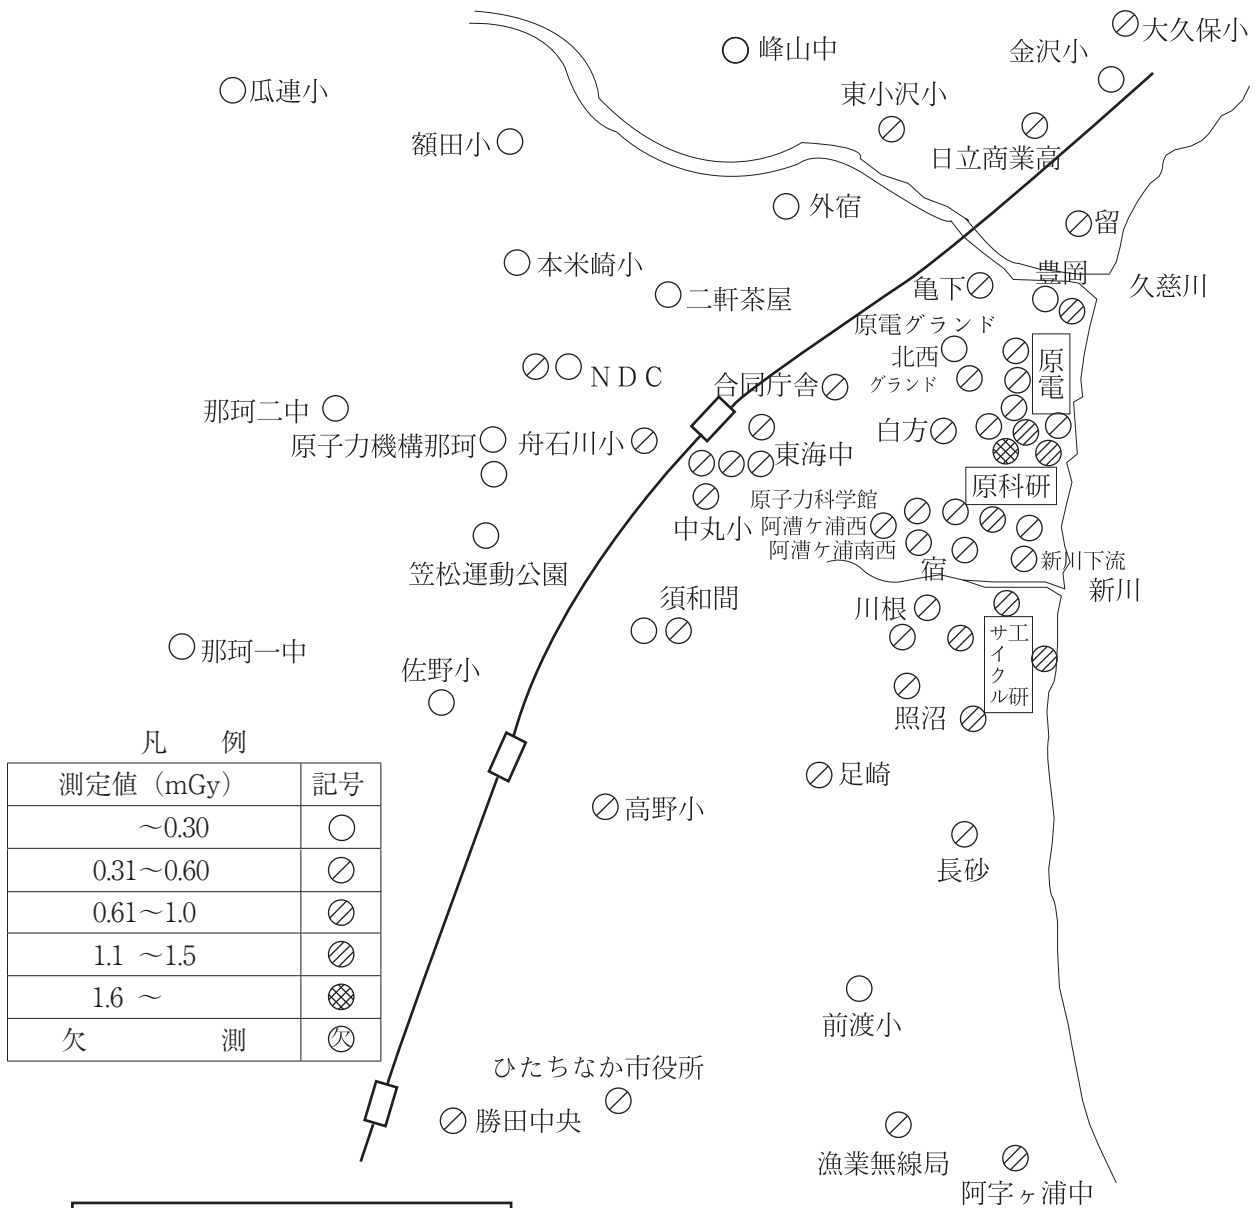 大久保小
峰山中
金沢小
瓜連小
東小沢小
額田小
日立商業高
外宿
留
本米崎小
豊岡
久慈川
二軒茶屋
亀下
原電グランド
北西
原電
NDC
合同庁舎
グランド
那珂二中
原子力機構那珂
舟石川小
白方
東海中
原科研
原子力科学館
中丸小
阿漕ケ浦西
阿漕ケ浦南西
宿
新川下流
笠松運動公園
新川
須和間
川根
サイクル工研
那珂一中
佐野小
照沼
凡 例
測定値(mGy) 記号
~0.30
0.31~0.60
0.61~1.0
1.1 ~1.5
1.6 ~
欠 測 欠
足崎
高野小
長砂
前渡小
ひたちなか市役所
勝田中央
漁業無線局
阿字ヶ浦中